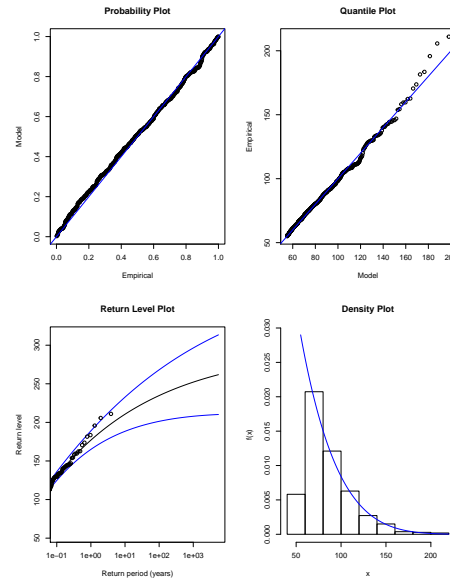 Probability Plot
Model
0.0 0.2 0.4 0.6 0.8 1.0
0.0 0.2 0.4 0.6 0.8 1.0
Empirical
Quantile Plot
Empirical
50 100 150 200
60 80 100 120 140 160 180 200
Model
Return Level Plot
Return level
50 100 150 200 250 300
1e-01 1e+00 1e+01 1e+03
Return period (years)
Density Plot
f(x)
0.000 0.005 0.010 0.015 0.020 0.025 0.030
50 100 150 200
x